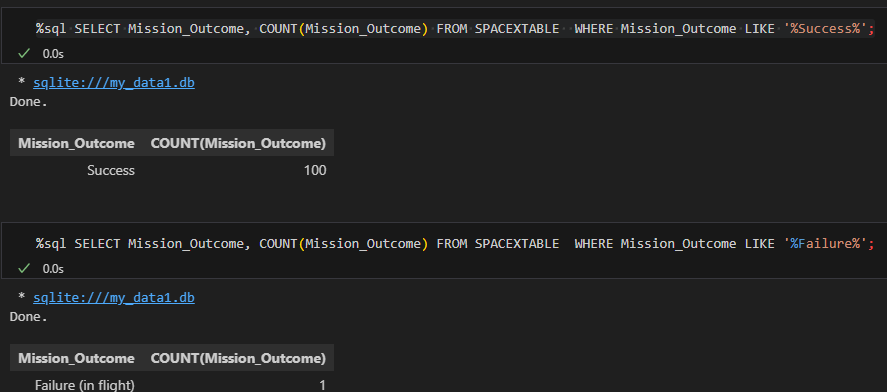 %sql SELECT Mission_Outcome, COUNT(Mission_Outcome) FROM SPACEXTABLE  WHERE Mission_Outcome LIKE '%Success%';
0.0s
* sqlite:///my_data1.db
Done.
Mission_Outcome COUNT(Mission_Outcome)
Success 100
%sql SELECT Mission_Outcome, COUNT(Mission_Outcome) FROM SPACEXTABLE  WHERE Mission_Outcome LIKE '%Failure%';
0.0s
* sqlite:///my_data1.db
Done.
Mission_Outcome COUNT(Mission_Outcome)
Failure (in flight) 1